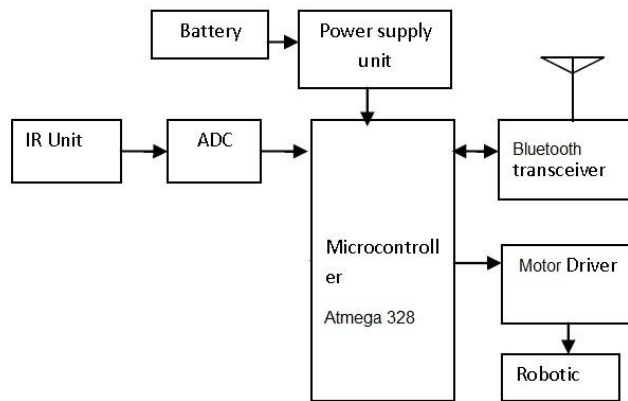 Battery
Power supply
unit
IR Unit
ADC
Bluetooth
transceiver
Microcontroll
er
Atmega 328
Motor Driver
Robotic